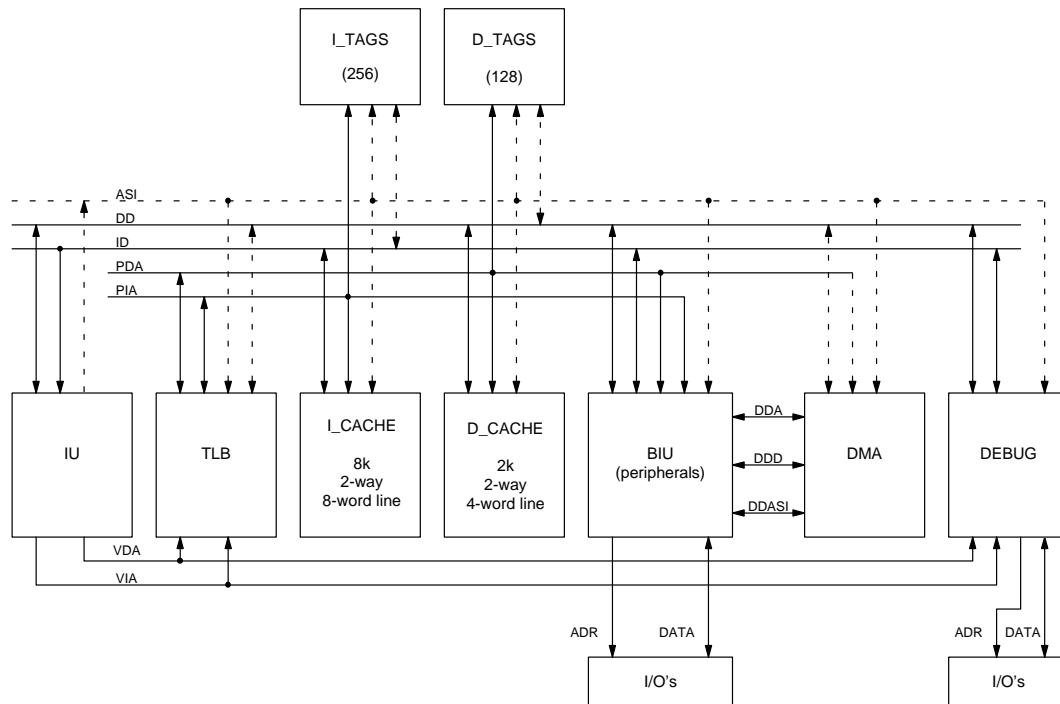 I_TAGS
(256)
D_TAGS
(128)
ASI
DD
ID
PDA
PIA
IU
TLB
I_CACHE
8k
2-way
8-word line
D_CACHE
2k
2-way
4-word line
BIU
(peripherals)
DDA
DDD
DDASI
DMA
DEBUG
VDA
VIA
ADR
DATA
ADR
DATA
I/O's
I/O's